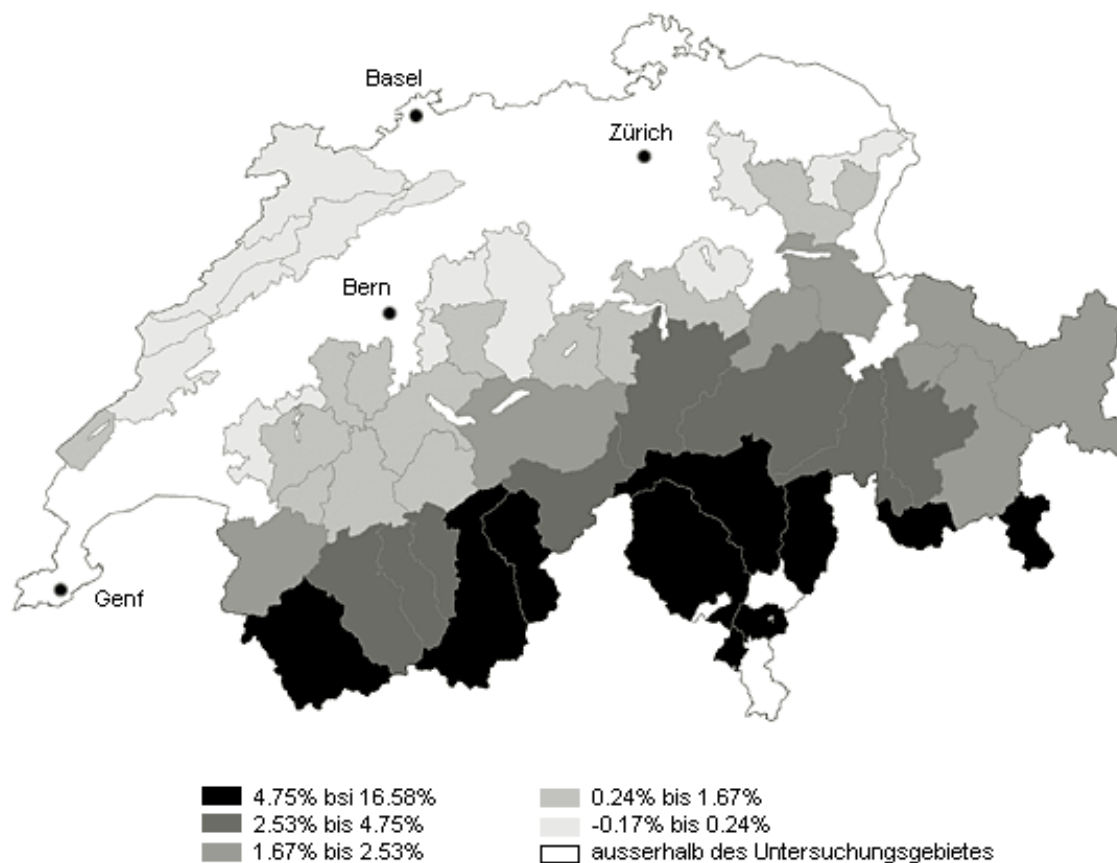 Basel
Zürich
Bern
Genf
4.75% bsi 16.58%
2.53% bis 4.75%
1.67% bis 2.53%
0.24% bis 1.67%
-0.17% bis 0.24%
ausserhalb des Untersuchungsgebietes